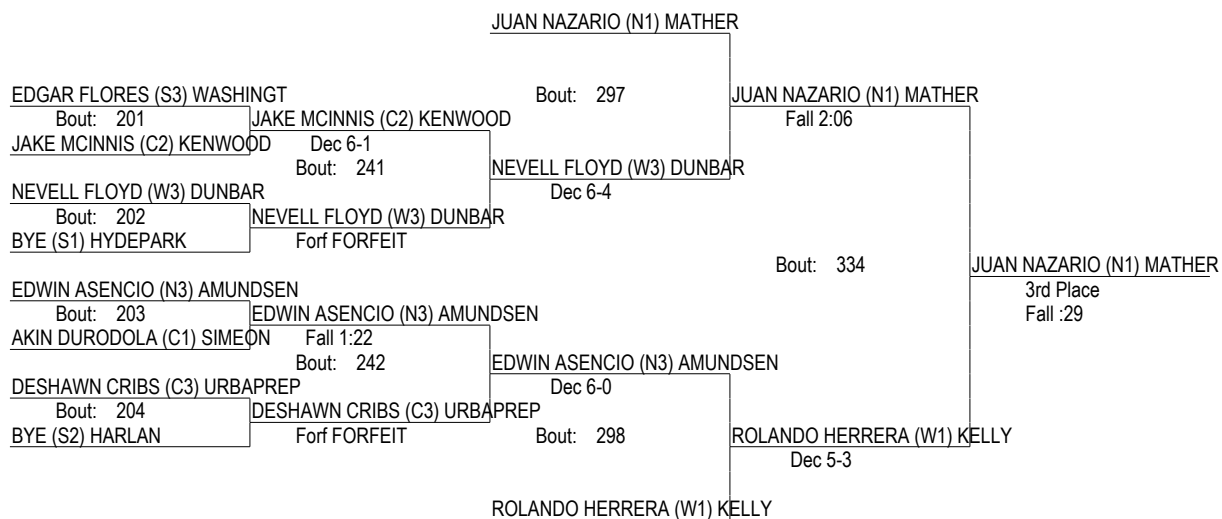 JUAN NAZARIO (N1) MATHER
EDGAR FLORES (S3) WASHINGT
Bout: 297
JUAN NAZARIO (N1) MATHER
Bout: 201
JAKE MCINNIS (C2) KENWOOD
Fall 2:06
JAKE MCINNIS (C2) KENWOOD
Dec 6-1
Bout: 241
NEVELL FLOYD (W3) DUNBAR
NEVELL FLOYD (W3) DUNBAR
Dec 6-4
Bout: 202
NEVELL FLOYD (W3) DUNBAR
BYE (S1) HYDEPARK
Forf FORFEIT
Bout: 334
JUAN NAZARIO (N1) MATHER
EDWIN ASENCIO (N3) AMUNDSEN
3rd Place
Bout: 203
EDWIN ASENCIO (N3) AMUNDSEN
Fall :29
AKIN DURODOLA (C1) SIMEON
Fall 1:22
Bout: 242
EDWIN ASENCIO (N3) AMUNDSEN
DESHAWN CRIBS (C3) URBAPREP
Dec 6-0
Bout: 204
DESHAWN CRIBS (C3) URBAPREP
BYE (S2) HARLAN
Forf FORFEIT
Bout: 298
ROLANDO HERRERA (W1) KELLY
Dec 5-3
ROLANDO HERRERA (W1) KELLY